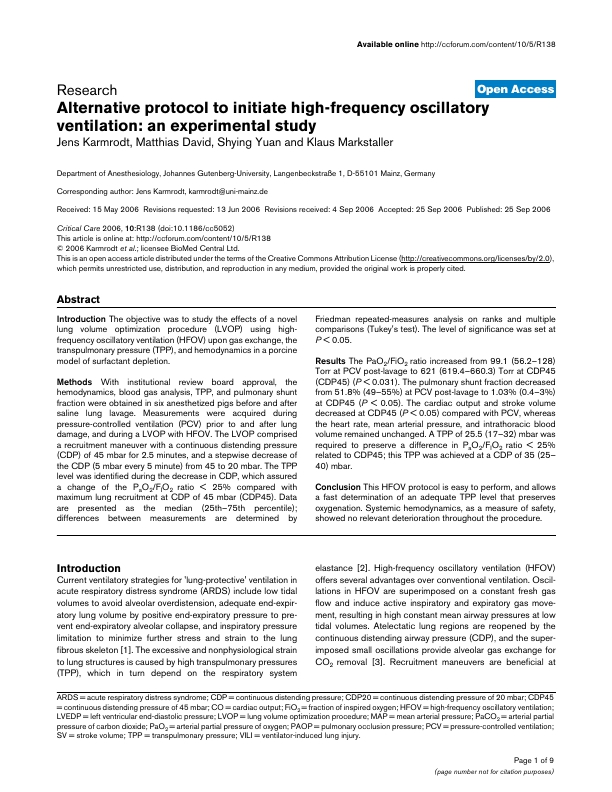 Available online http://ccforum.com/content/10/5/R138
Research
Open Access
Alternative protocol to initiate high-frequency oscillatory
ventilation: an experimental study
Jens Karmrodt, Matthias David, Shying Yuan and Klaus Markstaller
Department of Anesthesiology, Johannes Gutenberg-University, Langenbeckstraße 1, D-55101 Mainz, Germany
Corresponding author: Jens Karmrodt, karmrodt@uni-mainz.de
Received: 15 May 2006 Revisions requested: 13 Jun 2006 Revisions received: 4 Sep 2006 Accepted: 25 Sep 2006 Published: 25 Sep 2006
Critical Care 2006, 10:R138 (doi:10.1186/cc5052)
This article is online at: http://ccforum.com/content/10/5/R138
© 2006 Karmrodt et al.; licensee BioMed Central Ltd.
This is an open access article distributed under the terms of the Creative Commons Attribution License (http://creativecommons.org/licenses/by/2.0),
which permits unrestricted use, distribution, and reproduction in any medium, provided the original work is properly cited.
Abstract
Introduction The objective was to study the effects of a novel
lung volume optimization procedure (LVOP) using high-
frequency oscillatory ventilation (HFOV) upon gas exchange, the
transpulmonary pressure (TPP), and hemodynamics in a porcine
model of surfactant depletion.
Methods With institutional review board approval, the
hemodynamics, blood gas analysis, TPP, and pulmonary shunt
fraction were obtained in six anesthetized pigs before and after
saline lung lavage. Measurements were acquired during
pressure-controlled ventilation (PCV) prior to and after lung
damage, and during a LVOP with HFOV. The LVOP comprised
a recruitment maneuver with a continuous distending pressure
(CDP) of 45 mbar for 2.5 minutes, and a stepwise decrease of
the CDP (5 mbar every 5 minute) from 45 to 20 mbar. The TPP
level was identified during the decrease in CDP, which assured
a change of the PaO2/FIO2 ratio < 25% compared with
maximum lung recruitment at CDP of 45 mbar (CDP45). Data
are presented as the median (25th–75th percentile);
differences between measurements are determined by
Friedman repeated-measures analysis on ranks and multiple
comparisons (Tukey's test). The level of significance was set at
P < 0.05.
Results The PaO2/FiO2 ratio increased from 99.1 (56.2–128)
Torr at PCV post-lavage to 621 (619.4–660.3) Torr at CDP45
(CDP45) (P < 0.031). The pulmonary shunt fraction decreased
from 51.8% (49–55%) at PCV post-lavage to 1.03% (0.4–3%)
at CDP45 (P < 0.05). The cardiac output and stroke volume
decreased at CDP45 (P < 0.05) compared with PCV, whereas
the heart rate, mean arterial pressure, and intrathoracic blood
volume remained unchanged. A TPP of 25.5 (17–32) mbar was
required to preserve a difference in PaO2/FIO2 ratio < 25%
related to CDP45; this TPP was achieved at a CDP of 35 (25–
40) mbar.
Conclusion This HFOV protocol is easy to perform, and allows
a fast determination of an adequate TPP level that preserves
oxygenation. Systemic hemodynamics, as a measure of safety,
showed no relevant deterioration throughout the procedure.
Introduction
Current ventilatory strategies for 'lung-protective' ventilation in
acute respiratory distress syndrome (ARDS) include low tidal
volumes to avoid alveolar overdistension, adequate end-expir-
atory lung volume by positive end-expiratory pressure to pre-
vent end-expiratory alveolar collapse, and inspiratory pressure
limitation to minimize further stress and strain to the lung
fibrous skeleton [1]. The excessive and nonphysiological strain
to lung structures is caused by high transpulmonary pressures
(TPP), which in turn depend on the respiratory system
elastance [2]. High-frequency oscillatory ventilation (HFOV)
offers several advantages over conventional ventilation. Oscil-
lations in HFOV are superimposed on a constant fresh gas
flow and induce active inspiratory and expiratory gas move-
ment, resulting in high constant mean airway pressures at low
tidal volumes. Atelectatic lung regions are reopened by the
continuous distending airway pressure (CDP), and the super-
imposed small oscillations provide alveolar gas exchange for
CO2 removal [3]. Recruitment maneuvers are beneficial at
ARDS = acute respiratory distress syndrome; CDP = continuous distending pressure; CDP20 = continuous distending pressure of 20 mbar; CDP45
= continuous distending pressure of 45 mbar; CO = cardiac output; FiO2 = fraction of inspired oxygen; HFOV = high-frequency oscillatory ventilation;
LVEDP = left ventricular end-diastolic pressure; LVOP = lung volume optimization procedure; MAP = mean arterial pressure; PaCO2 = arterial partial
pressure of carbon dioxide; PaO2 = arterial partial pressure of oxygen; PAOP = pulmonary occlusion pressure; PCV = pressure-controlled ventilation;
SV = stroke volume; TPP = transpulmonary pressure; VILI = ventilator-induced lung injury.
Page 1 of 9
(page number not for citation purposes)